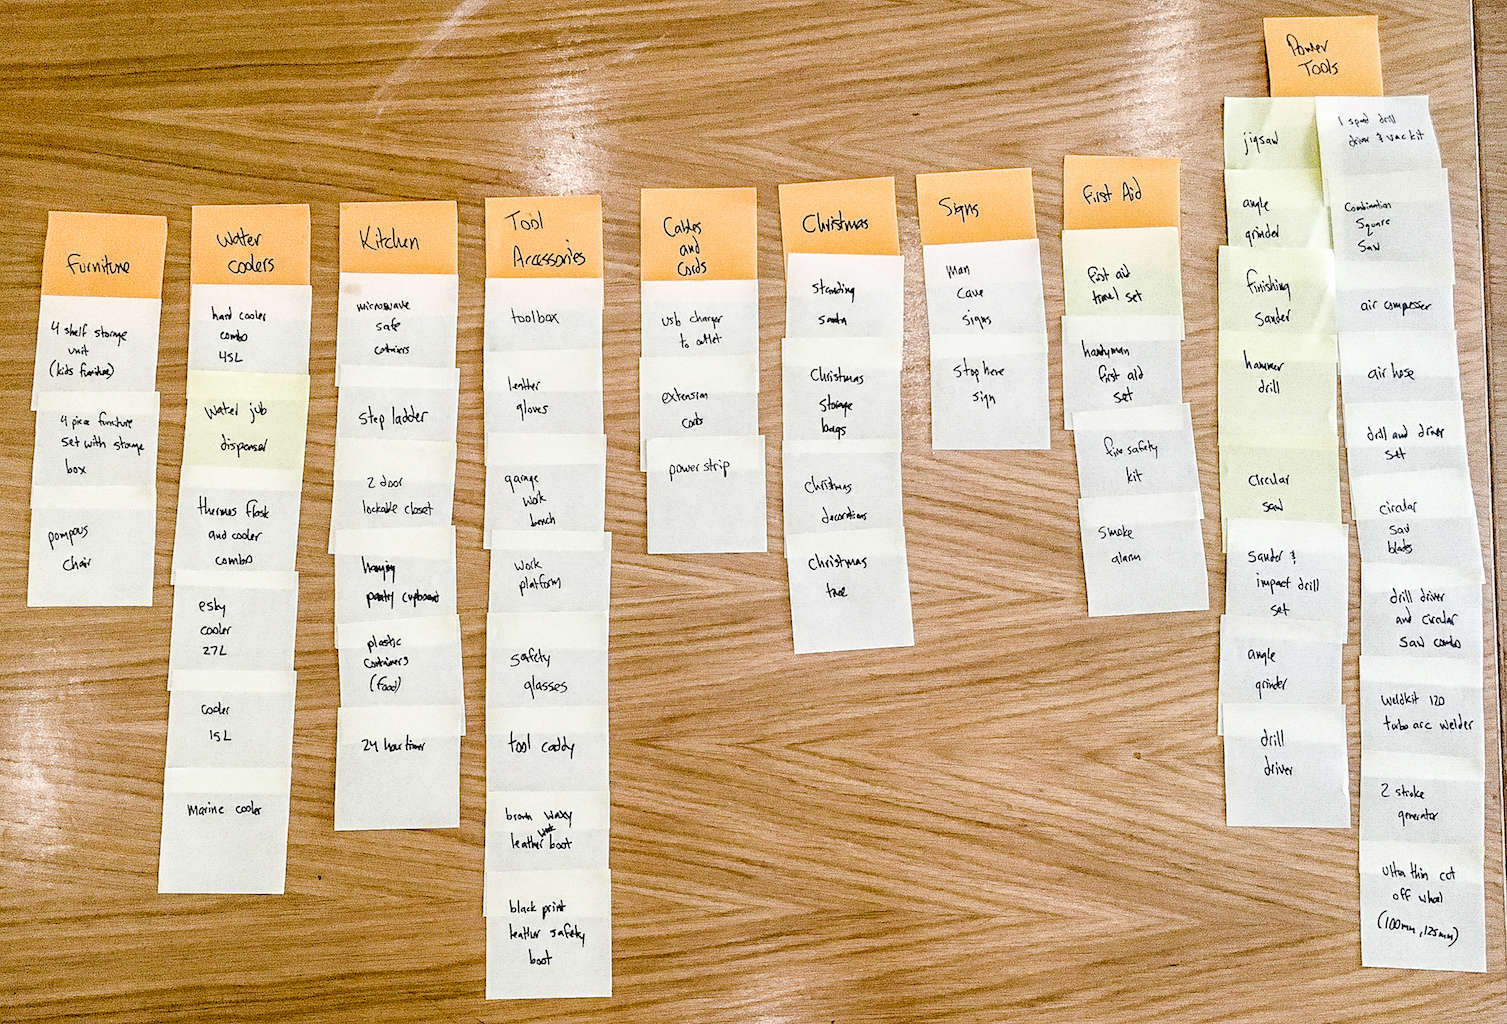 Furniture
4 shelf storage
unit
(kids furniture)
4 piece furniture
set with storage
box
pompous
chair
Water
coolers
hard cooler
combo
45L
Water jub
dispenser
thermos flask
and cooler
combo
esky
cooler
27L
cooler
15L
Marine cooler
Kitchen
microwave
safe
containers
Step ladder
2 door
lockable closet
hanging
pantry cupboard
plastic
containers
(food)
24 hour timer
Tool
Accessories
toolbox
leather
gloves
garage
work
bench
work
platform
safety
glasses
tool caddy
brown waxy
work
leather boot
black print
leather safety
boot
Cables
and
Cords
usb charger
to outlet
extension
cords
power strip
Christmas
Standing
santa
Christmas
Storage
bags
Christmas
decorations
Christmas
tree
Signs
Man
Cave
signs
Stop here
sign
First Aid
first aid
travel set
handyman
first aid
set
fire safety
kit
smoke
alarm
Power
Tools
jigsaw
angle
grinder
finishing
sander
hammer
drill
circular
saw
Sander &
impact drill
set
angle
grinder
drill
driver
1 speed drill
driver & vac kit
Combination
Square
Saw
air compesser
air hose
drill and driver
set
circular
saw
blades
drill driver
and circular
saw combo
Weldkit 120
turbo arc welder
2 stroke
generator
ultra thin cut
off wheel
(100mm, 125mm)